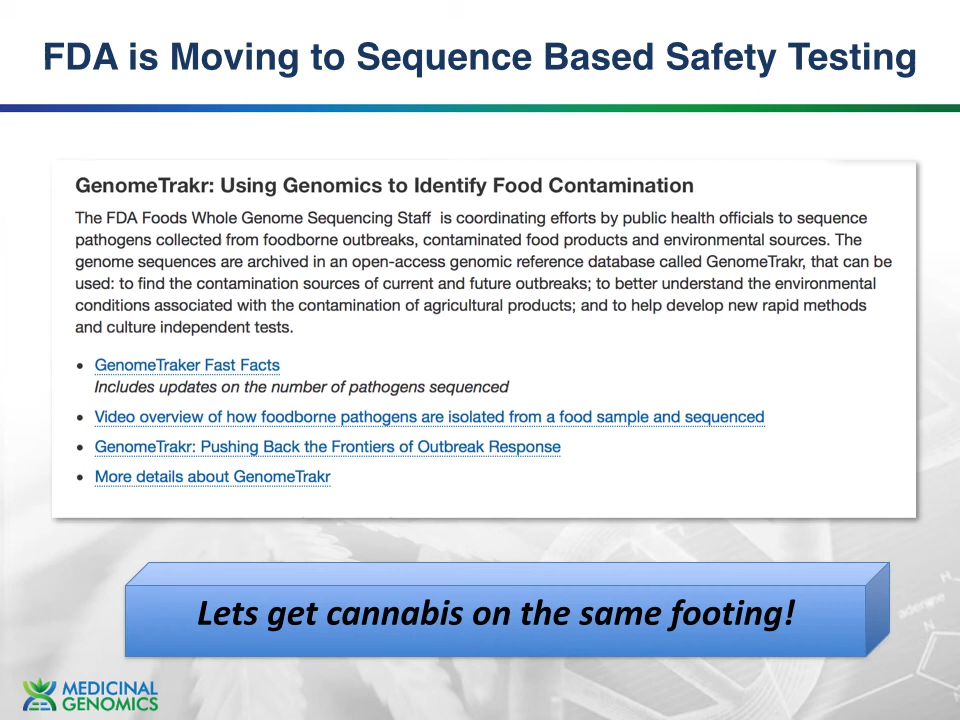 FDA is Moving to Sequence Based Safety Testing
GenomeTrakr: Using Genomics to Identify Food Contamination
The FDA Foods Whole Genome Sequencing Staff  is coordinating efforts by public health officials to sequence
pathogens collected from foodborne outbreaks, contaminated food products and environmental sources. The
genome sequences are archived in an open-access genomic reference database called GenomeTrakr, that can be
used: to find the contamination sources of current and future outbreaks; to better understand the environmental
conditions associated with the contamination of agricultural products; and to help develop new rapid methods
and culture independent tests.
• GenomeTraker Fast Facts
Includes updates on the number of pathogens sequenced
• Video overview of how foodborne pathogens are isolated from a food sample and sequenced
• GenomeTrakr: Pushing Back the Frontiers of Outbreak Response
• More details about GenomeTrakr
adenine
Lets get cannabis on the same footing!
MEDICINAL
GENOMICS